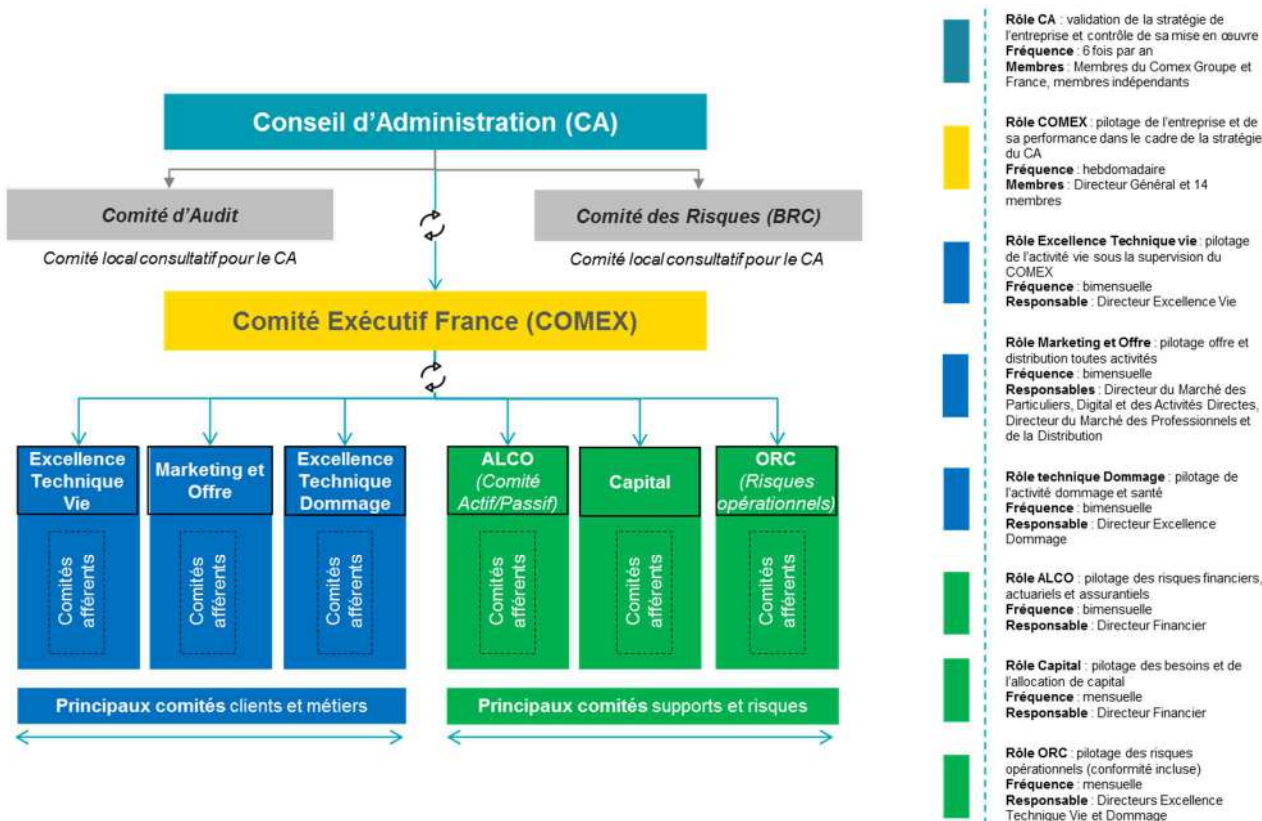 Conseil d'Administration (CA)
Comité d'Audit
Comité des Risques (BRC)
Comité local consultatif pour le CA
Comité local consultatif pour le CA
Comité Exécutif France (COMEX)
Excellence
Technique
Vie
Marketing et
Offre
Excellence
Technique
Dommage
ALCO
(Comité
Actif/Passif)
Capital
ORC
(Risques
opérationnels)
Comités
afférents
Comités
afférents
Comités
afférents
Comités
afférents
Comités
afférents
Comités
afférents
Principaux comités clients et métiers
Principaux comités supports et risques
Rôle CA : validation de la stratégie de
l'entreprise et contrôle de sa mise en œuvre
Fréquence : 6 fois par an
Membres : Membres du Comex Groupe et
France, membres indépendants
Rôle COMEX : pilotage de l'entreprise et de
sa performance dans le cadre de la stratégie
du CA
Fréquence : hebdomadaire
Membres : Directeur Général et 14
membres
Rôle Excellence Technique vie : pilotage
de l'activité vie sous la supervision du
COMEX
Fréquence : bimensuelle
Responsable : Directeur Excellence Vie
Rôle Marketing et Offre : pilotage offre et
distribution toutes activités
Fréquence : bimensuelle
Responsables : Directeur du Marché des
Particuliers, Digital et des Activités Directes,
Directeur du Marché des Professionnels et
de la Distribution
Rôle technique Dommage : pilotage de
l'activité dommage et santé
Fréquence : bimensuelle
Responsable : Directeur Excellence
Dommage
Rôle ALCO : pilotage des risques financiers,
actuariels et assurantiels
Fréquence : bimensuelle
Responsable : Directeur Financier
Rôle Capital : pilotage des besoins et de
l'allocation de capital
Fréquence : mensuelle
Responsable : Directeur Financier
Rôle ORC : pilotage des risques
opérationnels (conformité incluse)
Fréquence : mensuelle
Responsable : Directeurs Excellence
Technique Vie et Dommage